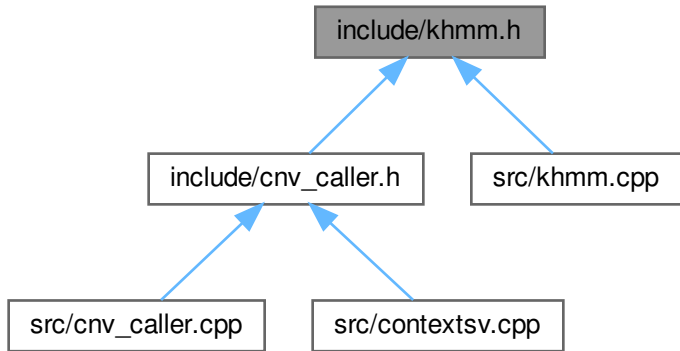 include/khmm.h
include/cnv_caller.h
src/khmm.cpp
src/cnv_caller.cpp
src/contextsv.cpp